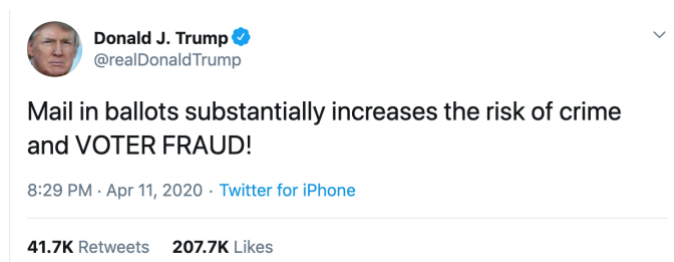 Donald J. Trump
@realDonaldTrump
Mail in ballots substantially increases the risk of crime
and VOTER FRAUD!
8:29 PM · Apr 11, 2020 · Twitter for iPhone
41.7K Retweets 207.7K Likes